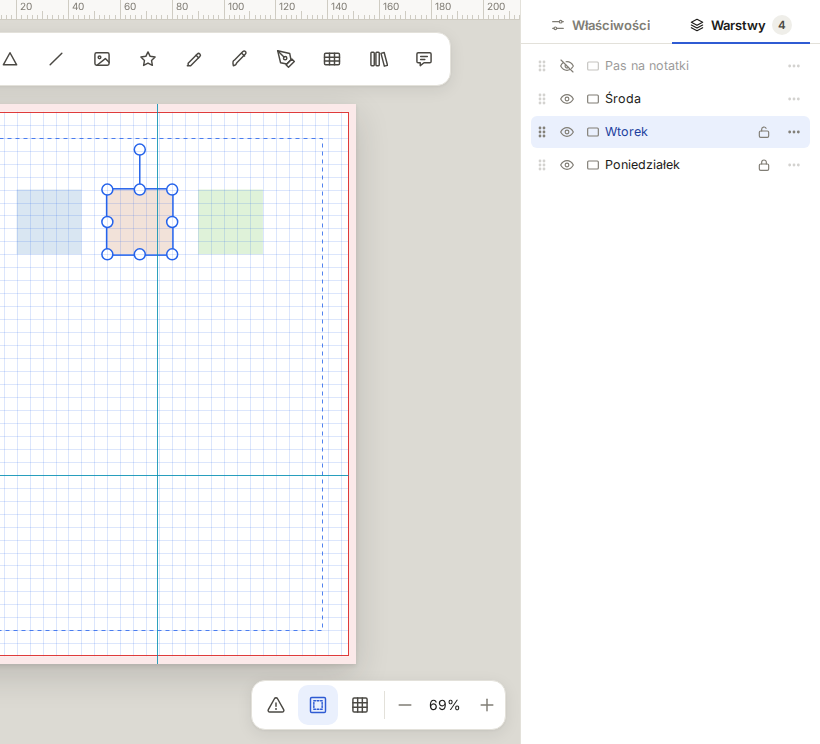 20 40 60 80 100 120 140 160 180 200
Właściwości
Warstwy 4
Pas na notatki
Środa
Wtorek
Poniedziałek
69%